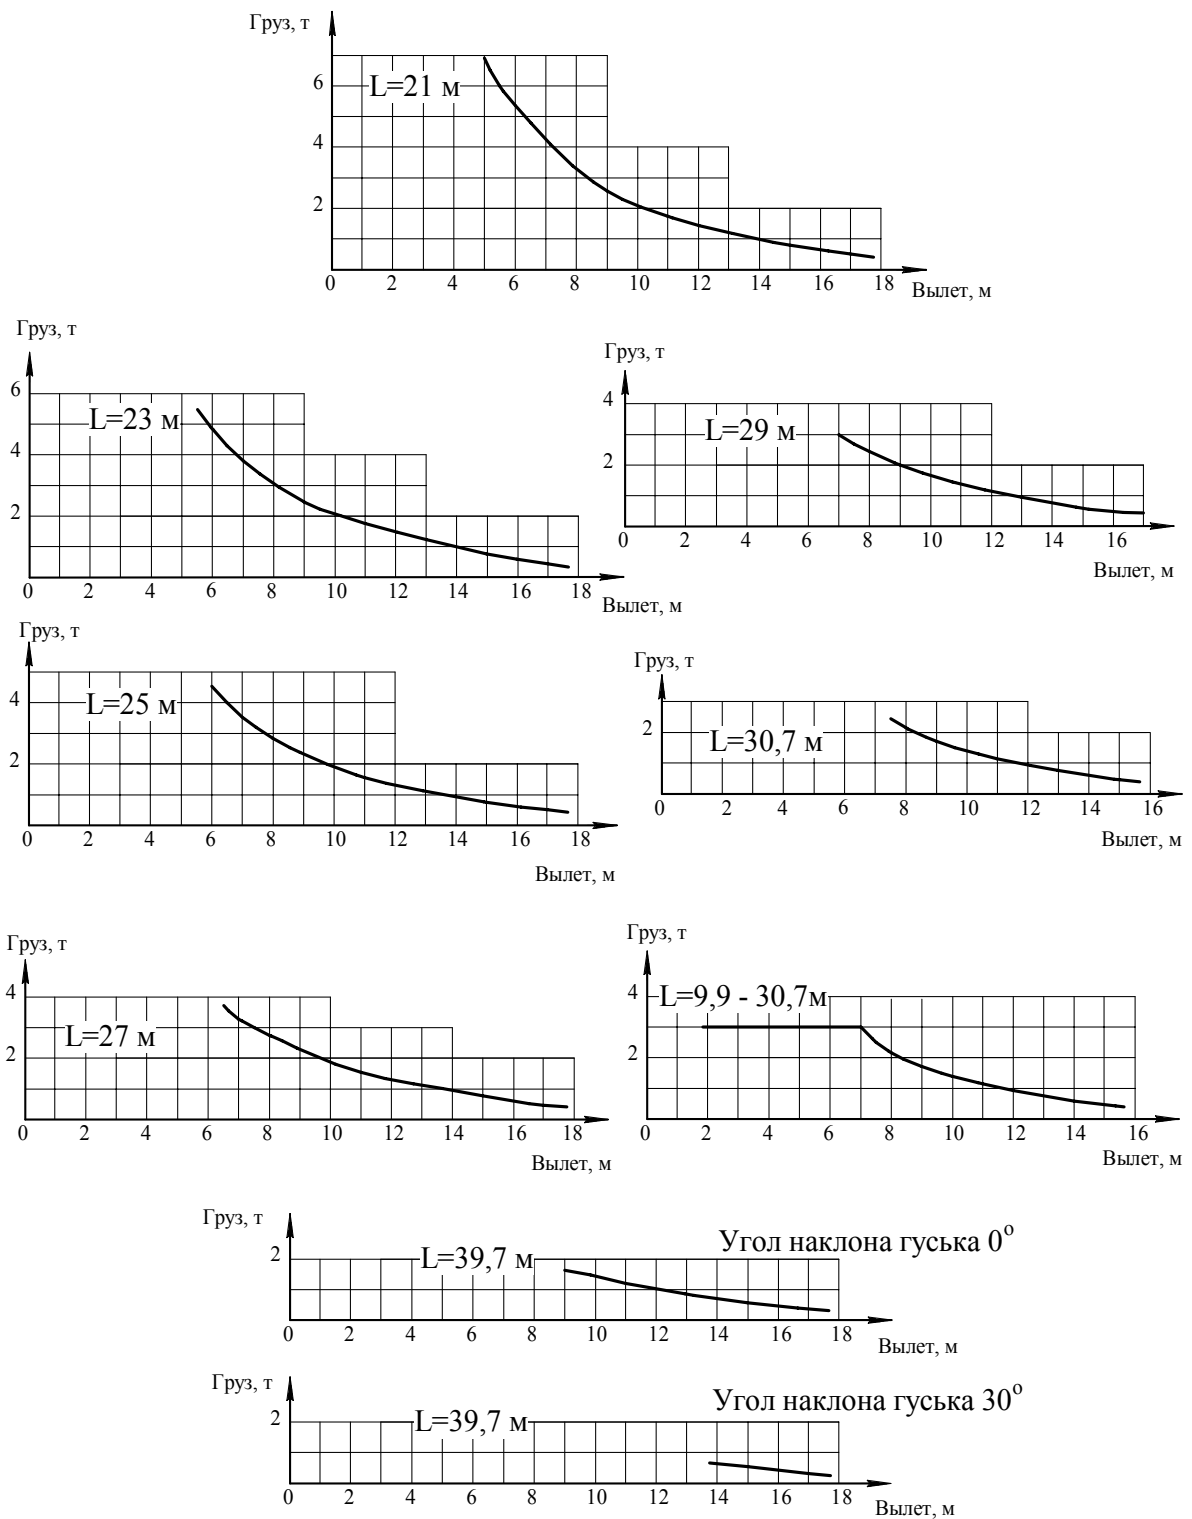 Груз, т
L=21 м
6
4
2
0 2 4 6 8 10 12 14 16 18
Вылет, м
Груз, т
6
L=23 м
4
2
0 2 4 6 8 10 12 14 16 18
Вылет, м
Груз, т
4
L=29 м
2
0 2 4 6 8 10 12 14 16
Вылет, м
Груз, т
4
L=25 м
2
0 2 4 6 8 10 12 14 16 18
Вылет, м
Груз, т
2
L=30,7 м
0 2 4 6 8 10 12 14 16
Вылет, м
Груз, т
4
L=27 м
2
0 2 4 6 8 10 12 14 16 18
Вылет, м
Груз, т
4
L=9,9 - 30,7м
2
0 2 4 6 8 10 12 14 16
Вылет, м
Груз, т
Угол наклона гуська 0°
2
L=39,7 м
0 2 4 6 8 10 12 14 16 18
Вылет, м
Груз, т
Угол наклона гуська 30°
2
L=39,7 м
0 2 4 6 8 10 12 14 16 18
Вылет, м